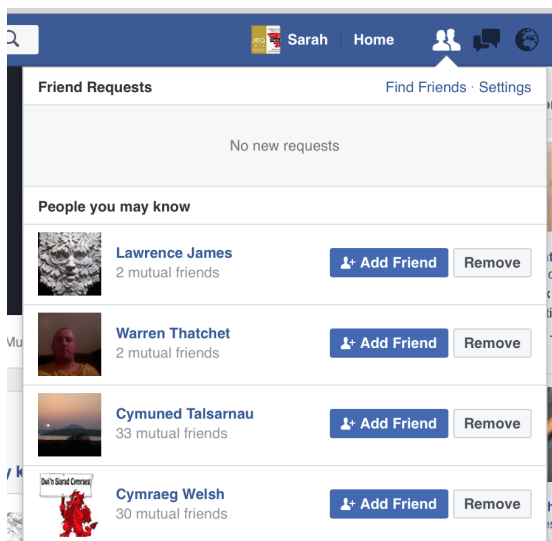 Sarah
Home
Friend Requests
Find Friends · Settings
No new requests
People you may know
Lawrence James
2 mutual friends
Add Friend
Remove
Warren Thatchet
2 mutual friends
Add Friend
Remove
Cymuned Talsarnau
33 mutual friends
Add Friend
Remove
Dwi'n Siarad Cymraeg
Cymraeg Welsh
30 mutual friends
Add Friend
Remove